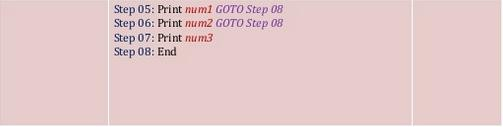 Step 05: Print num1 GOTO Step 08
Step 06: Print num2 GOTO Step 08
Step 07: Print num3
Step 08: End